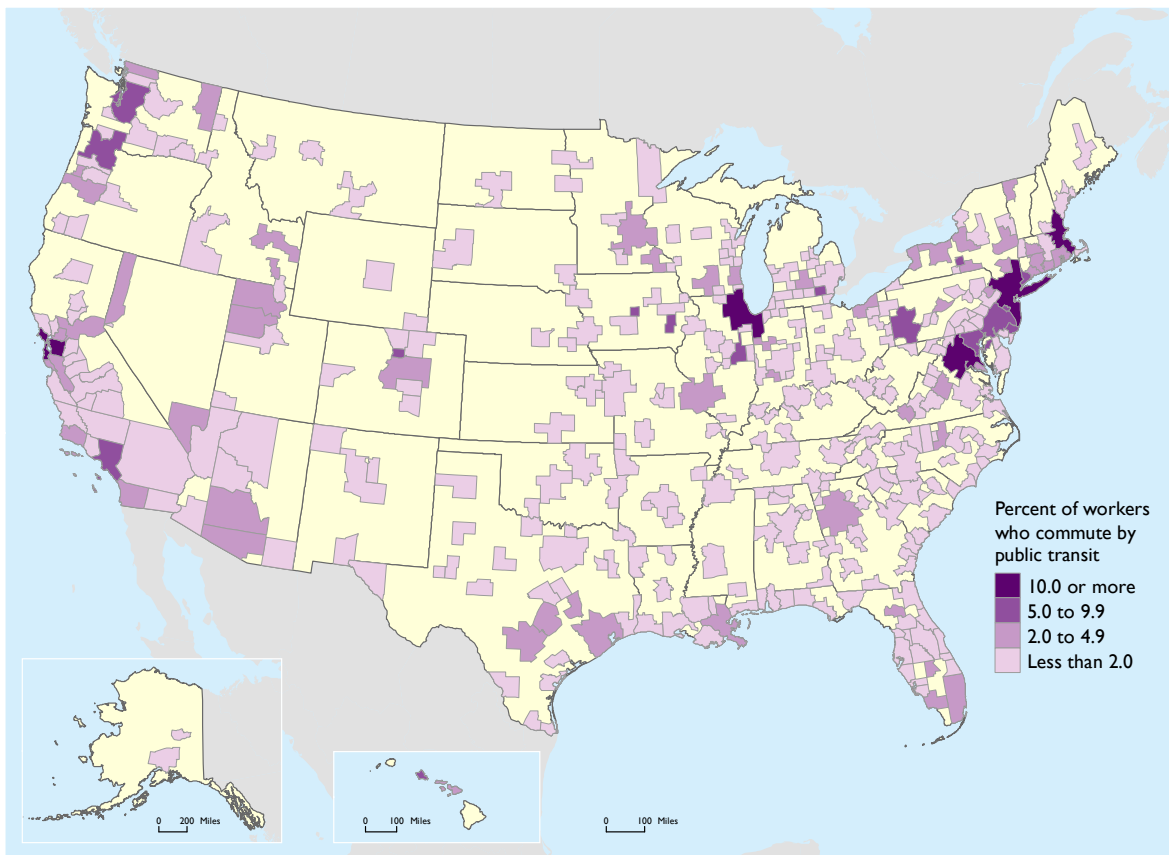 Percent of workers
who commute by
public transit
10.0 or more
5.0 to 9.9
2.0 to 4.9
Less than 2.0
0 200 Miles
0 100 Miles
0 100 Miles